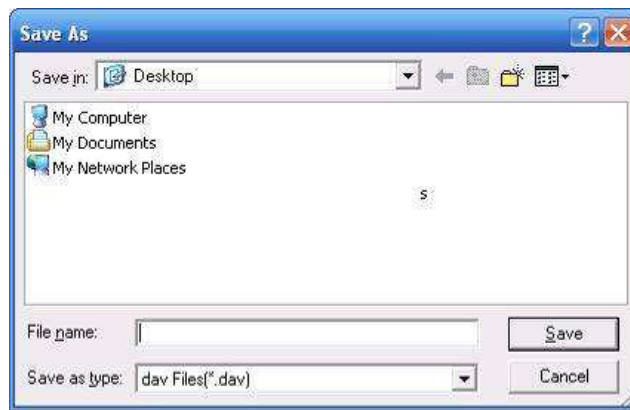 Save As
Save in: Desktop
My Computer
My Documents
My Network Places
s
File name:
Save
Save as type: dav Files(*.dav)
Cancel